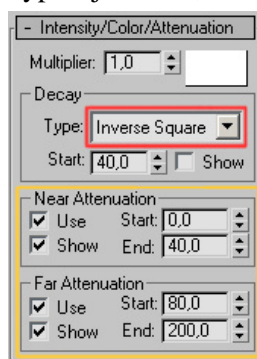 - Intensity/Color/Attenuation
Multiplier: 1,0
Decay
Type: Inverse Square
Start: 40,0 Show
Near Attenuation
Use Start: 0,0
Show End: 40,0
Far Attenuation
Use Start: 80,0
Show End: 200,0